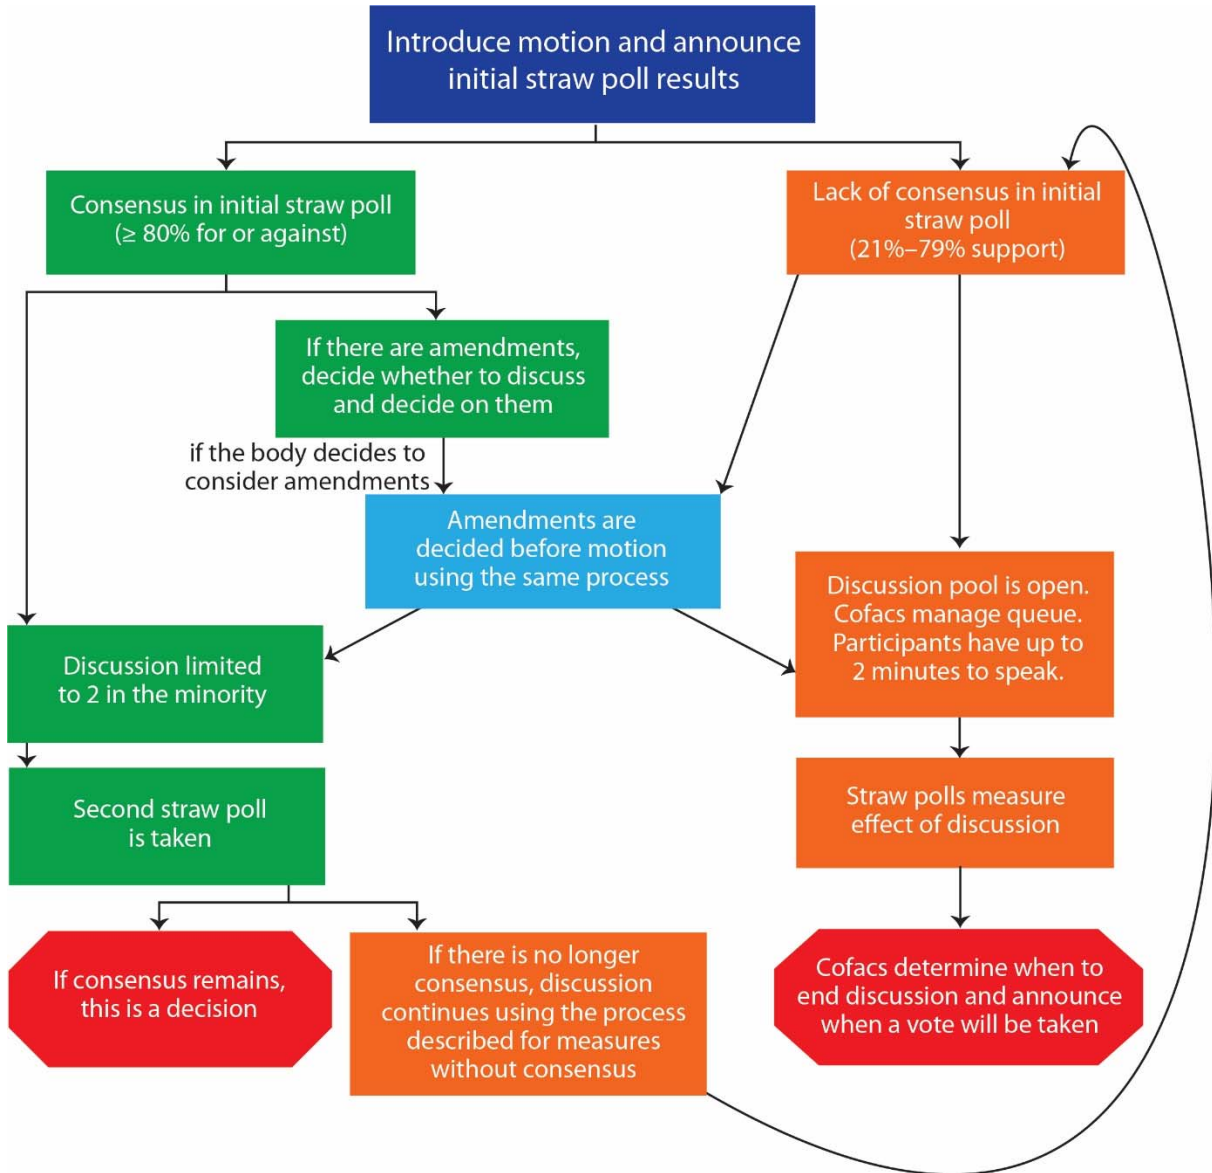 Introduce motion and announce
initial straw poll results
Consensus in initial straw poll
(≥ 80% for or against)
Lack of consensus in initial
straw poll
(21%–79% support)
If there are amendments,
decide whether to discuss
and decide on them
if the body decides to
consider amendments
Amendments are
decided before motion
using the same process
Discussion pool is open.
Cofacs manage queue.
Participants have up to
2 minutes to speak.
Discussion limited
to 2 in the minority
Second straw poll
is taken
Straw polls measure
effect of discussion
If consensus remains,
this is a decision
If there is no longer
consensus, discussion
continues using the process
described for measures
without consensus
Cofacs determine when to
end discussion and announce
when a vote will be taken